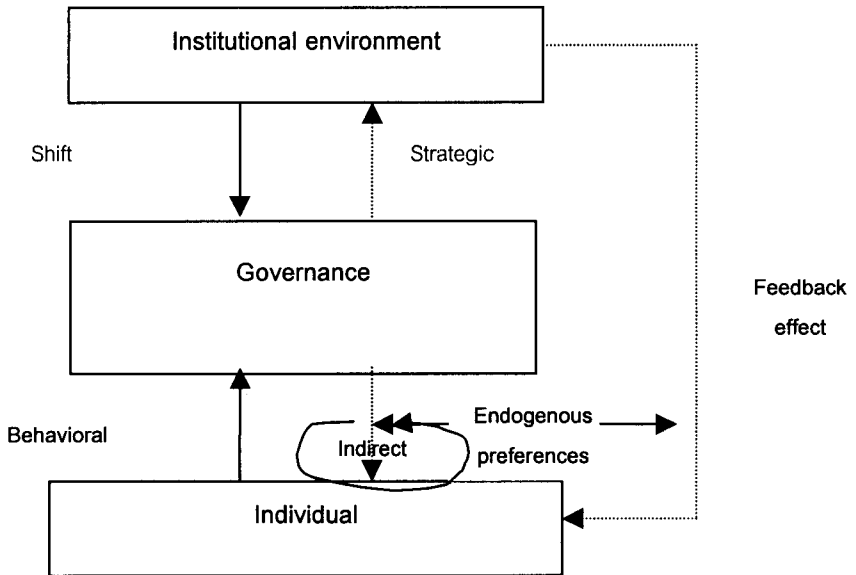 Institutional environment
Shift
Strategic
Governance
Feedback
effect
Behavioral
Indirect
Endogenous
preferences
Individual